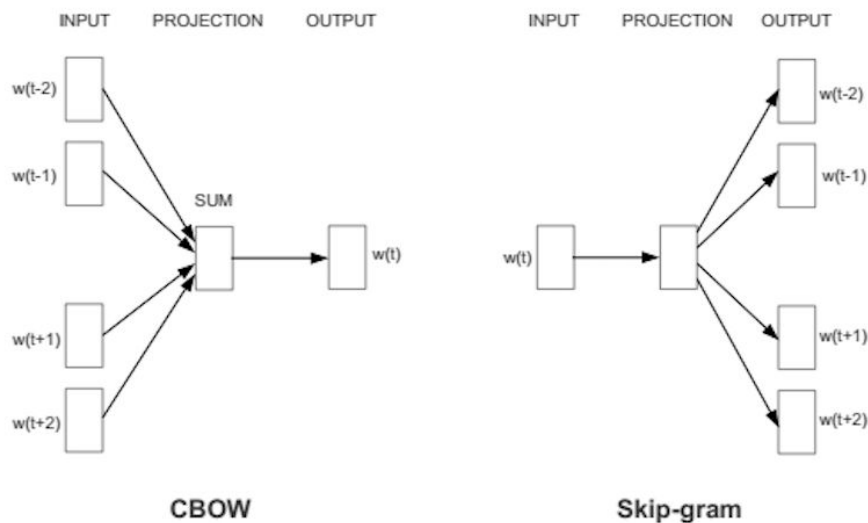 INPUT PROJECTION OUTPUT
w(t-2)
w(t-1)
SUM
w(t)
w(t+1)
w(t+2)
CBOW
INPUT PROJECTION OUTPUT
w(t-2)
w(t-1)
w(t)
w(t+1)
w(t+2)
Skip-gram